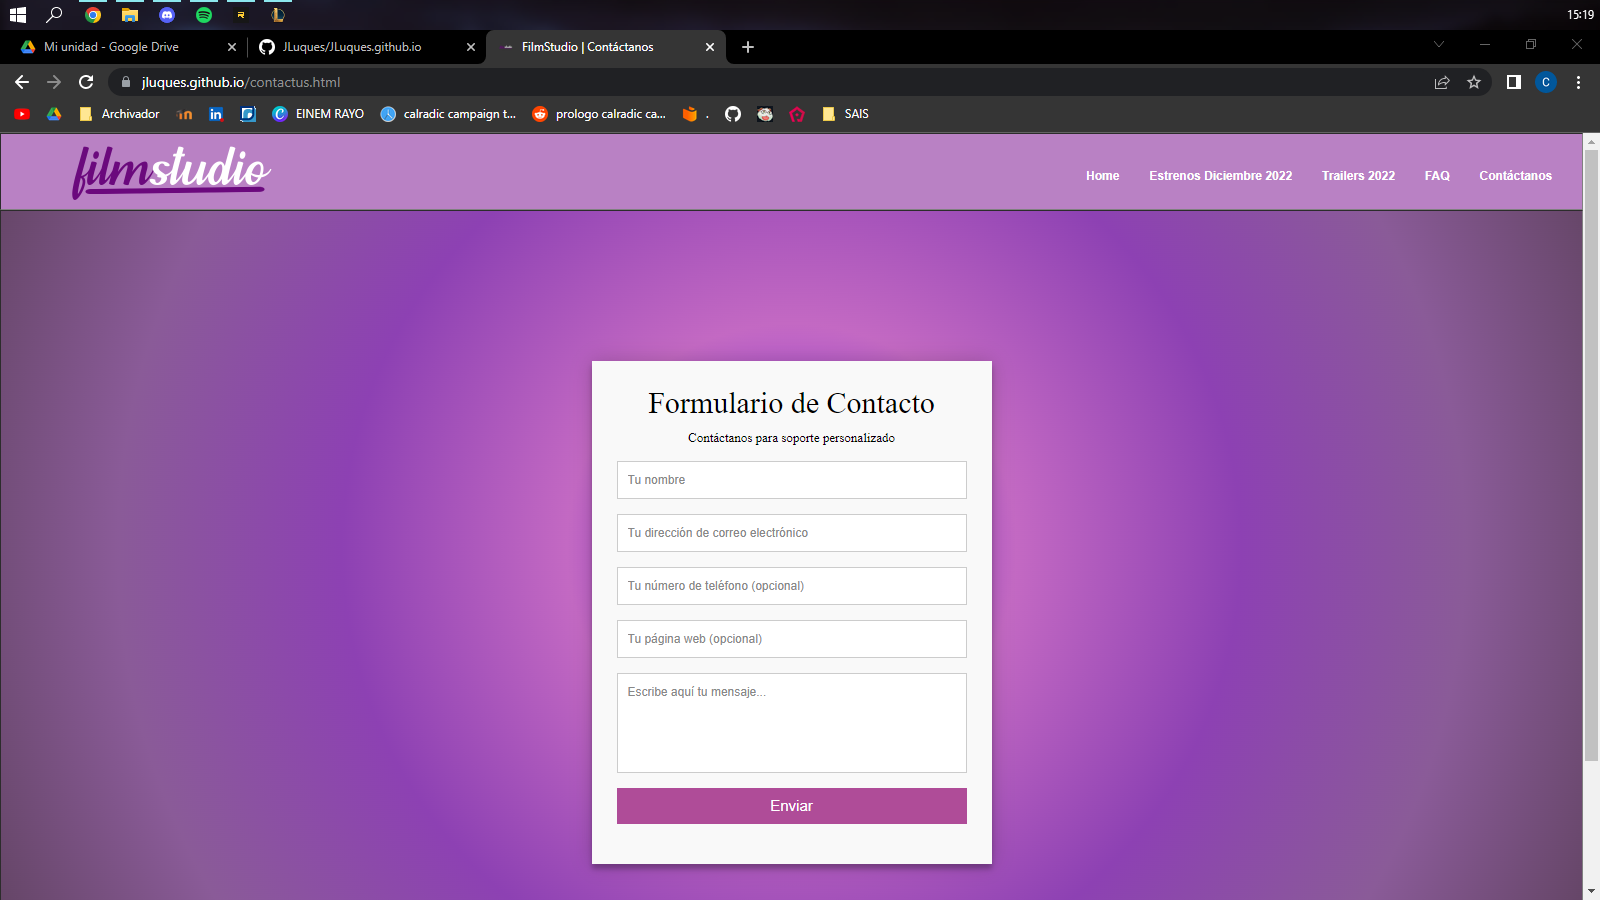 15:19
Mi unidad - Google Drive
JLuques/JLuques.github.io
FilmStudio | Contáctanos
jluques.github.io/contactus.html
C
Archivador
EINEM RAYO
calradic campaign t...
prologo calradic ca...
.
SAIS
filmstudio
Home
Estrenos Diciembre 2022
Trailers 2022
FAQ
Contáctanos
Formulario de Contacto
Contáctanos para soporte personalizado
Tu nombre
Tu dirección de correo electrónico
Tu número de teléfono (opcional)
Tu página web (opcional)
Escribe aquí tu mensaje...
Enviar